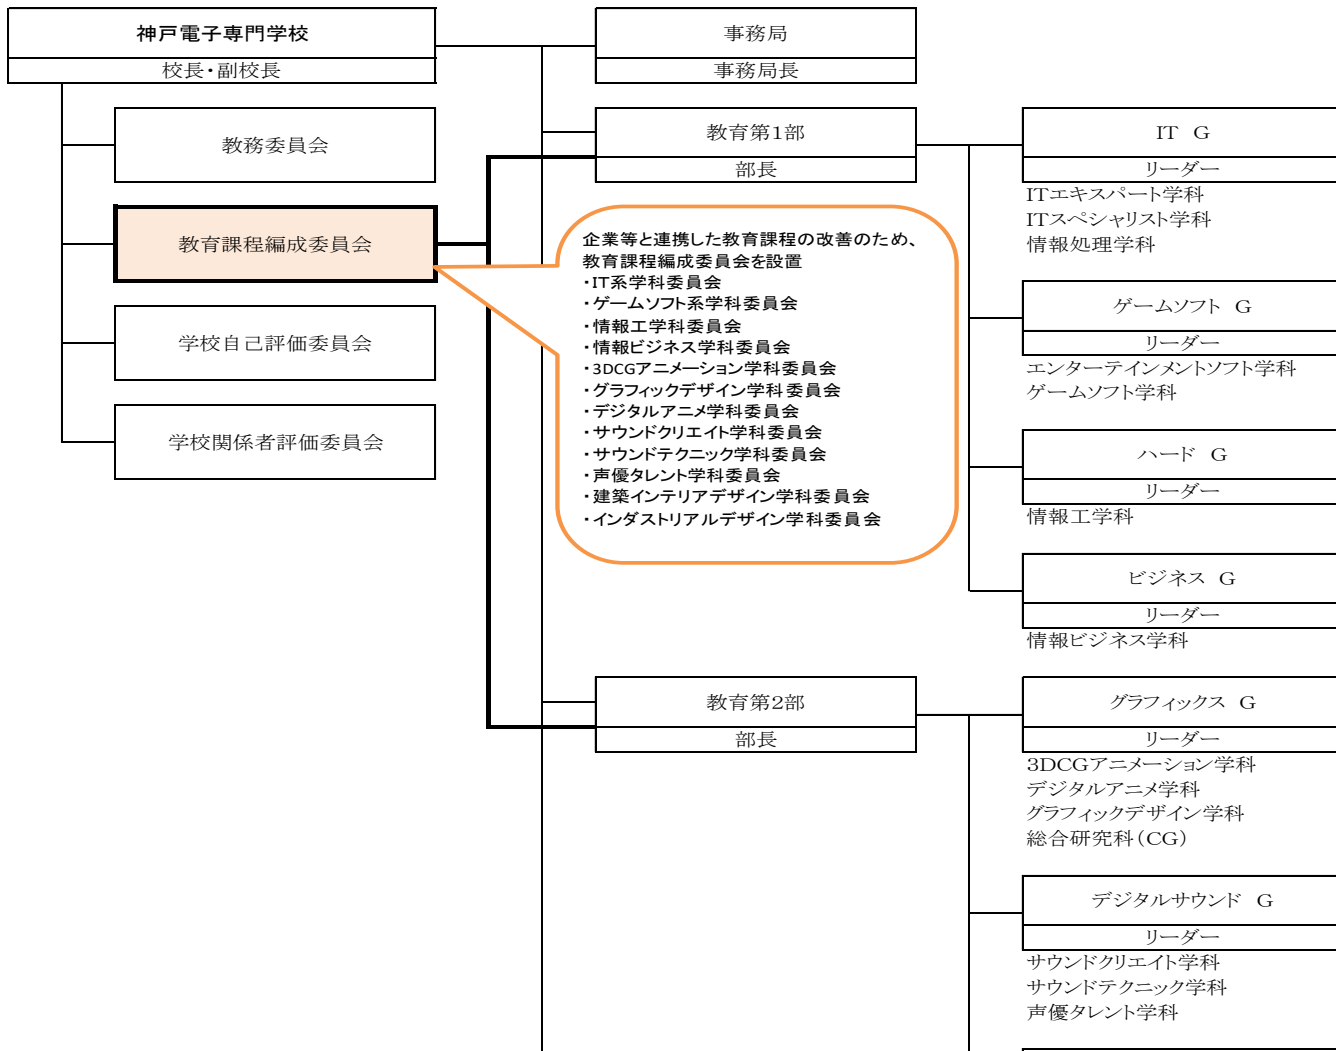 神戸電子専門学校
校長・副校長
教務委員会
教育課程編成委員会
学校自己評価委員会
学校関係者評価委員会
事務局
事務局長
教育第1部
部長
企業等と連携した教育課程の改善のため、
教育課程編成委員会を設置
・IT系学科委員会
・ゲームソフト系学科委員会
・情報工学科委員会
・情報ビジネス学科委員会
・3DCGアニメーション学科委員会
・グラフィックデザイン学科委員会
・デジタルアニメ学科委員会
・サウンドクリエイト学科委員会
・サウンドテクニック学科委員会
・声優タレント学科委員会
・建築インテリアデザイン学科委員会
・インダストリアルデザイン学科委員会
教育第2部
部長
IT G
リーダー
ITエキスパート学科
ITスペシャリスト学科
情報処理学科
ゲームソフト G
リーダー
エンターテインメントソフト学科
ゲームソフト学科
ハード G
リーダー
情報工学科
ビジネス G
リーダー
情報ビジネス学科
グラフィックス G
リーダー
3DCGアニメーション学科
デジタルアニメ学科
グラフィックデザイン学科
総合研究科(CG)
デジタルサウンド G
リーダー
サウンドクリエイト学科
サウンドテクニック学科
声優タレント学科